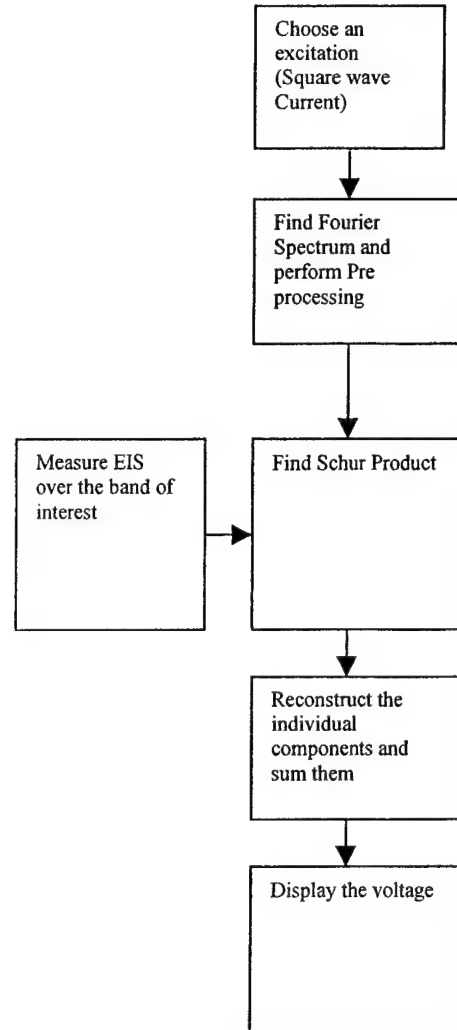 Choose an
excitation
(Square wave
Current)
Find Fourier
Spectrum and
perform Pre
processing
Measure EIS
over the band of
interest
Find Schur Product
Reconstruct the
individual
components and
sum them
Display the voltage